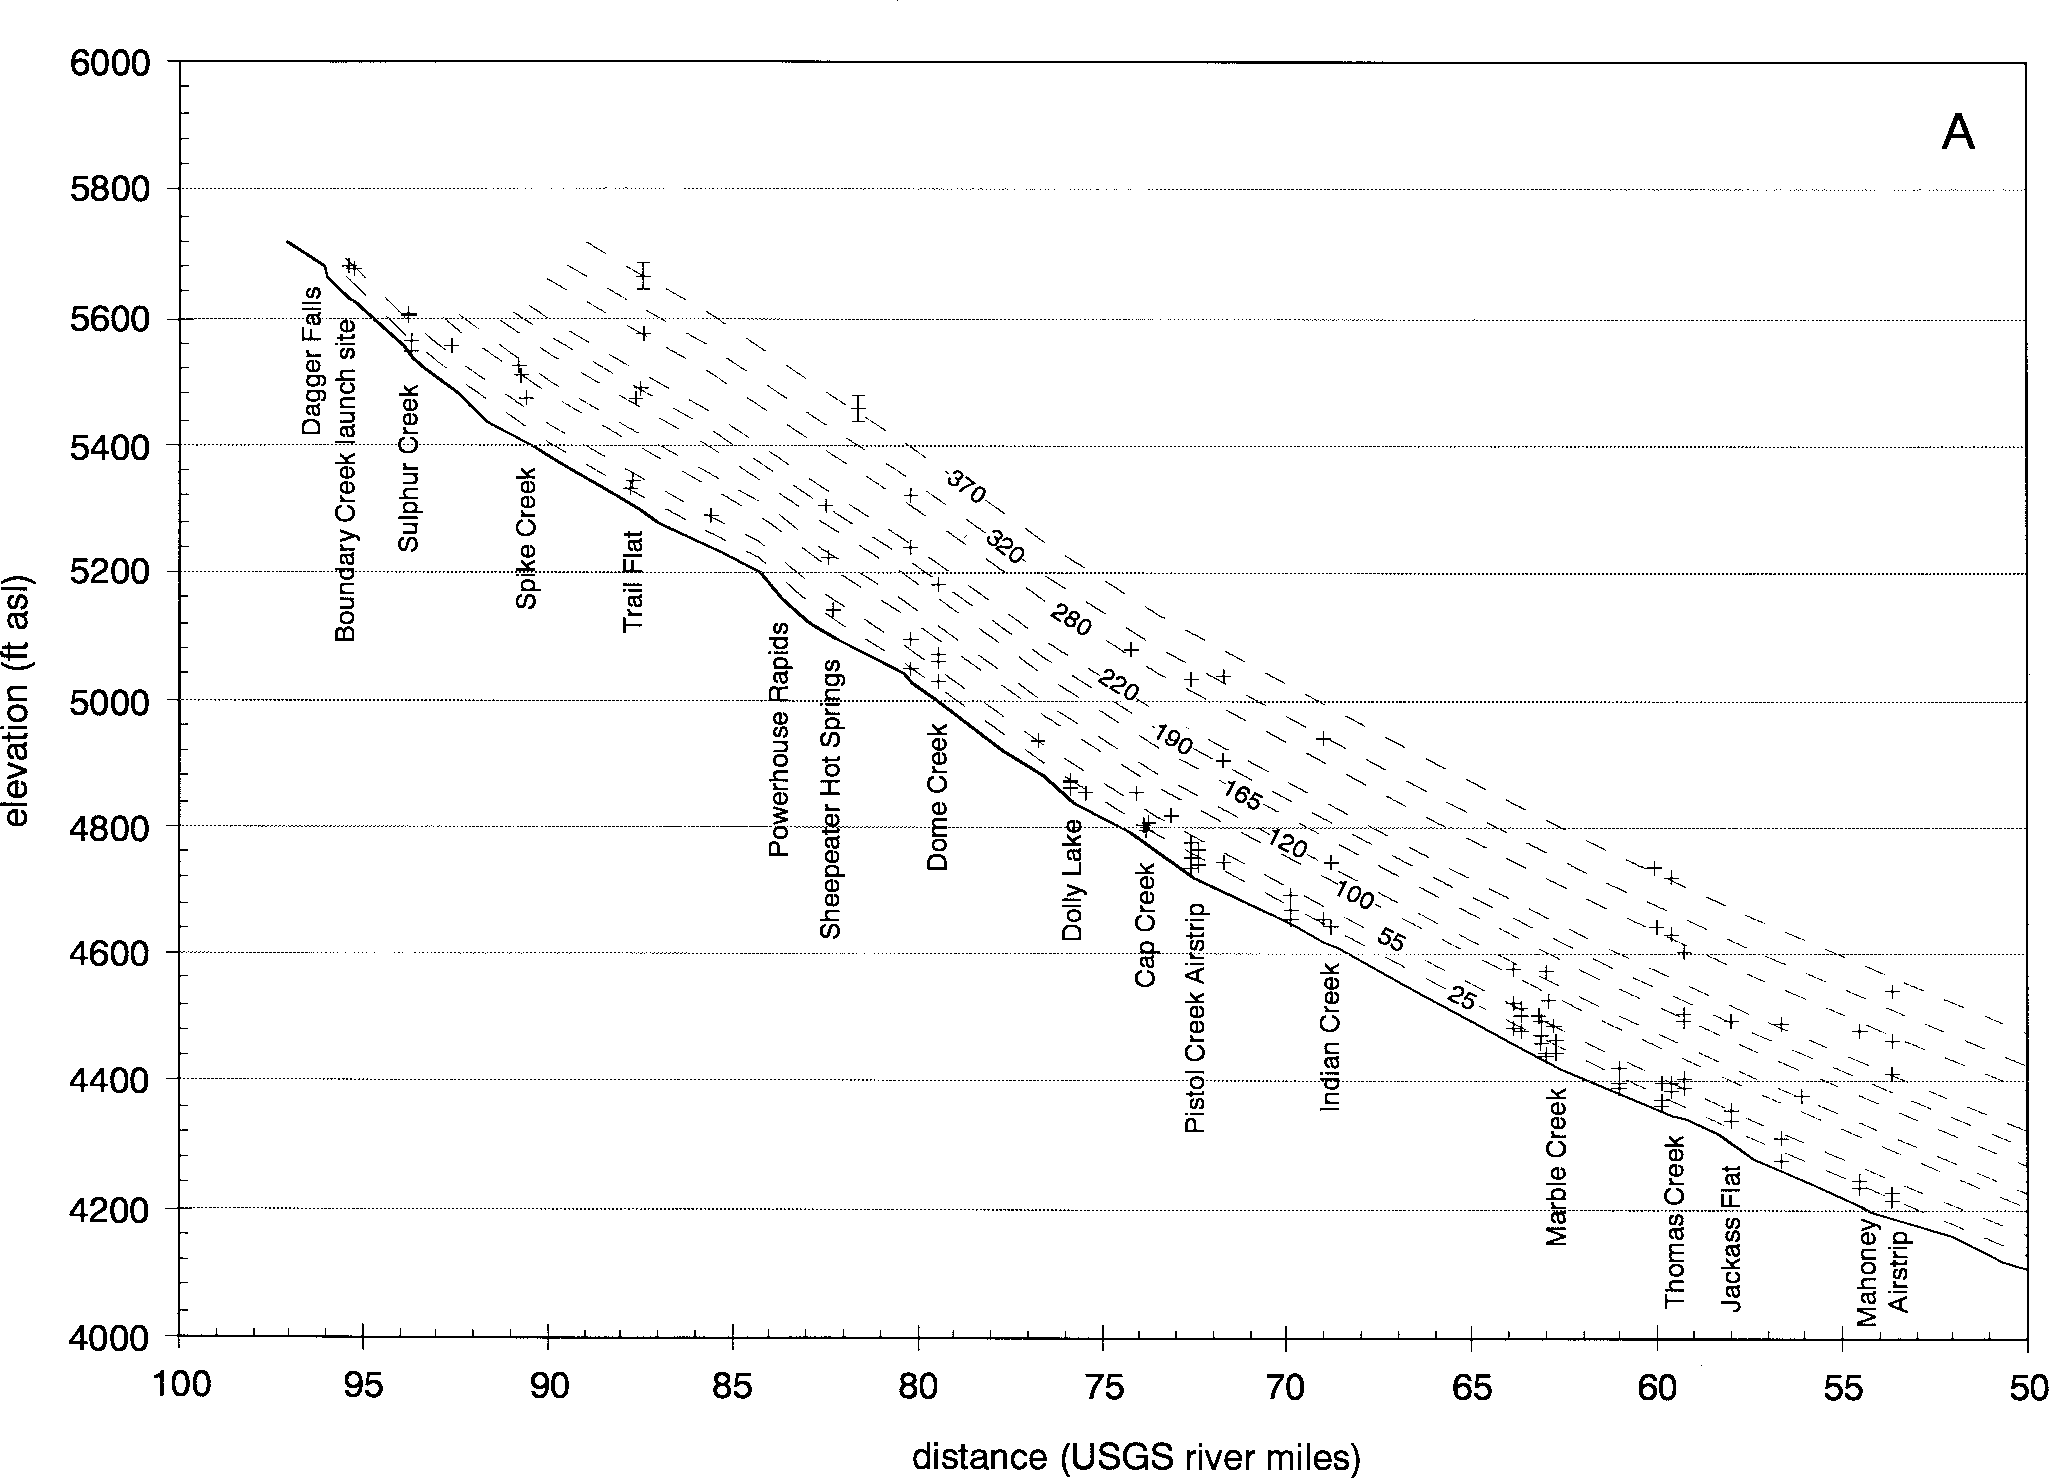 A
6000
5800
5600
5400
5200
5000
4800
4600
4400
4200
4000
elevation (ft asl)
Dagger Falls
Boundary Creek launch site
Sulphur Creek
Spike Creek
Trail Flat
Powerhouse Rapids
Sheepeater Hot Springs
Dome Creek
Dolly Lake
Cap Creek
Pistol Creek Airstrip
Indian Creek
Marble Creek
Thomas Creek
Jackass Flat
Mahoney
Airstrip
370
320
280
220
190
165
120
100
55
25
100 95 90 85 80 75 70 65 60 55 50
distance (USGS river miles)